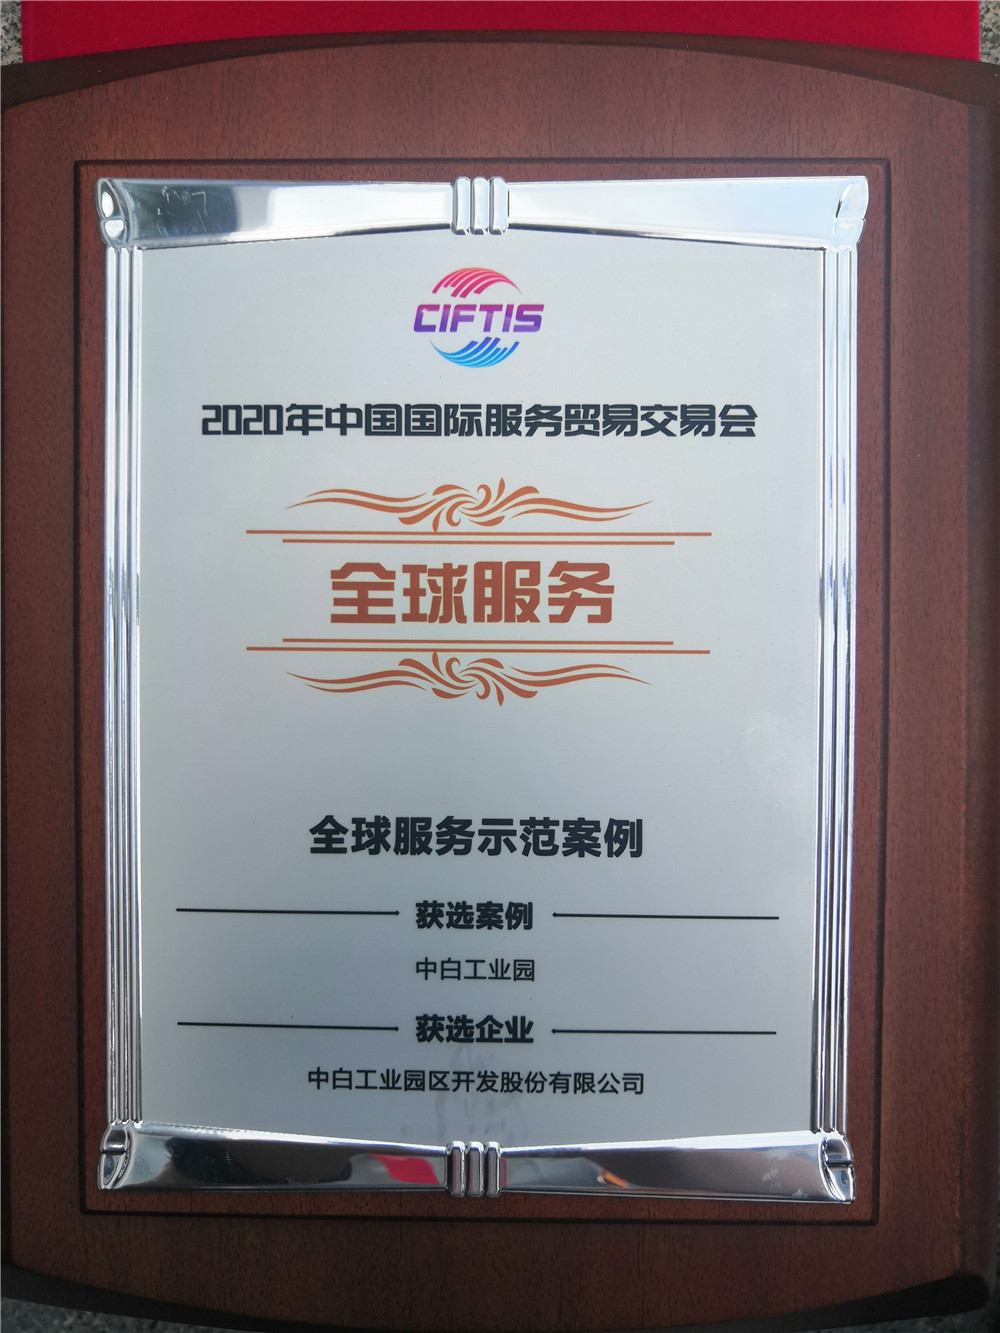 CIFTIS
2020年中国国际服务贸易交易会
全球服务
全球服务示范案例
获选案例
中白工业园
获选企业
中白工业园区开发股份有限公司